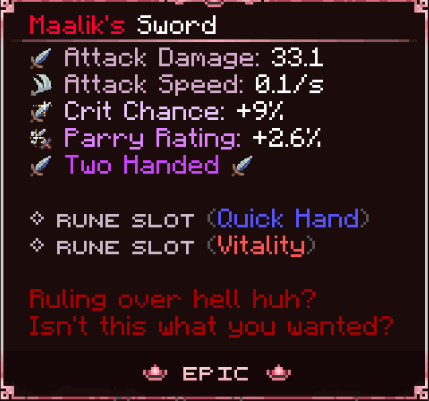 Maalik's Sword
Attack Damage: 33.1
Attack Speed: 0.1/s
Crit Chance: +9%
Parry Rating: +2.6%
Two Handed
RUNE SLOT (Quick Hand)
RUNE SLOT (Vitality)
Ruling over hell huh?
Isn't this what you wanted?
EPIC